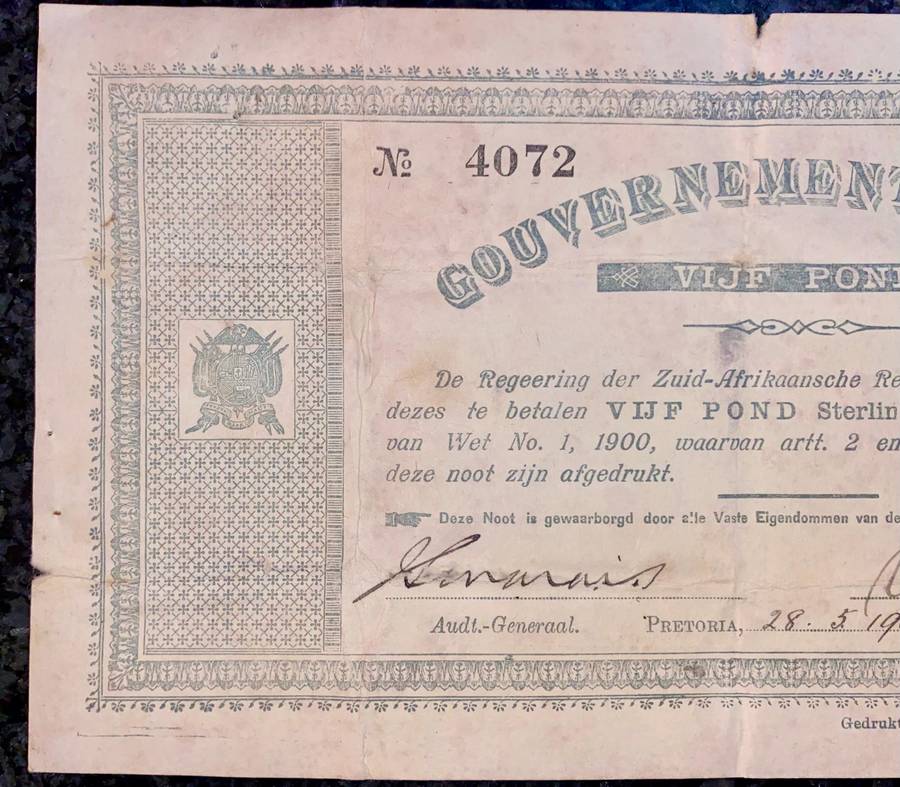 № 4072
GOUVERNEMENT
VIJF POND
De Regeering der Zuid-Afrikaansche Re
dezes te betalen VIJF POND Sterlin
van Wet No. 1, 1900, waarvan artt. 2 en
deze noot zijn afgedrukt.
Deze Noot is gewaarborgd door alle Vaste Eigendommen van de
Audt.-Generaal. PRETORIA, 28.5.19
Gedrukt